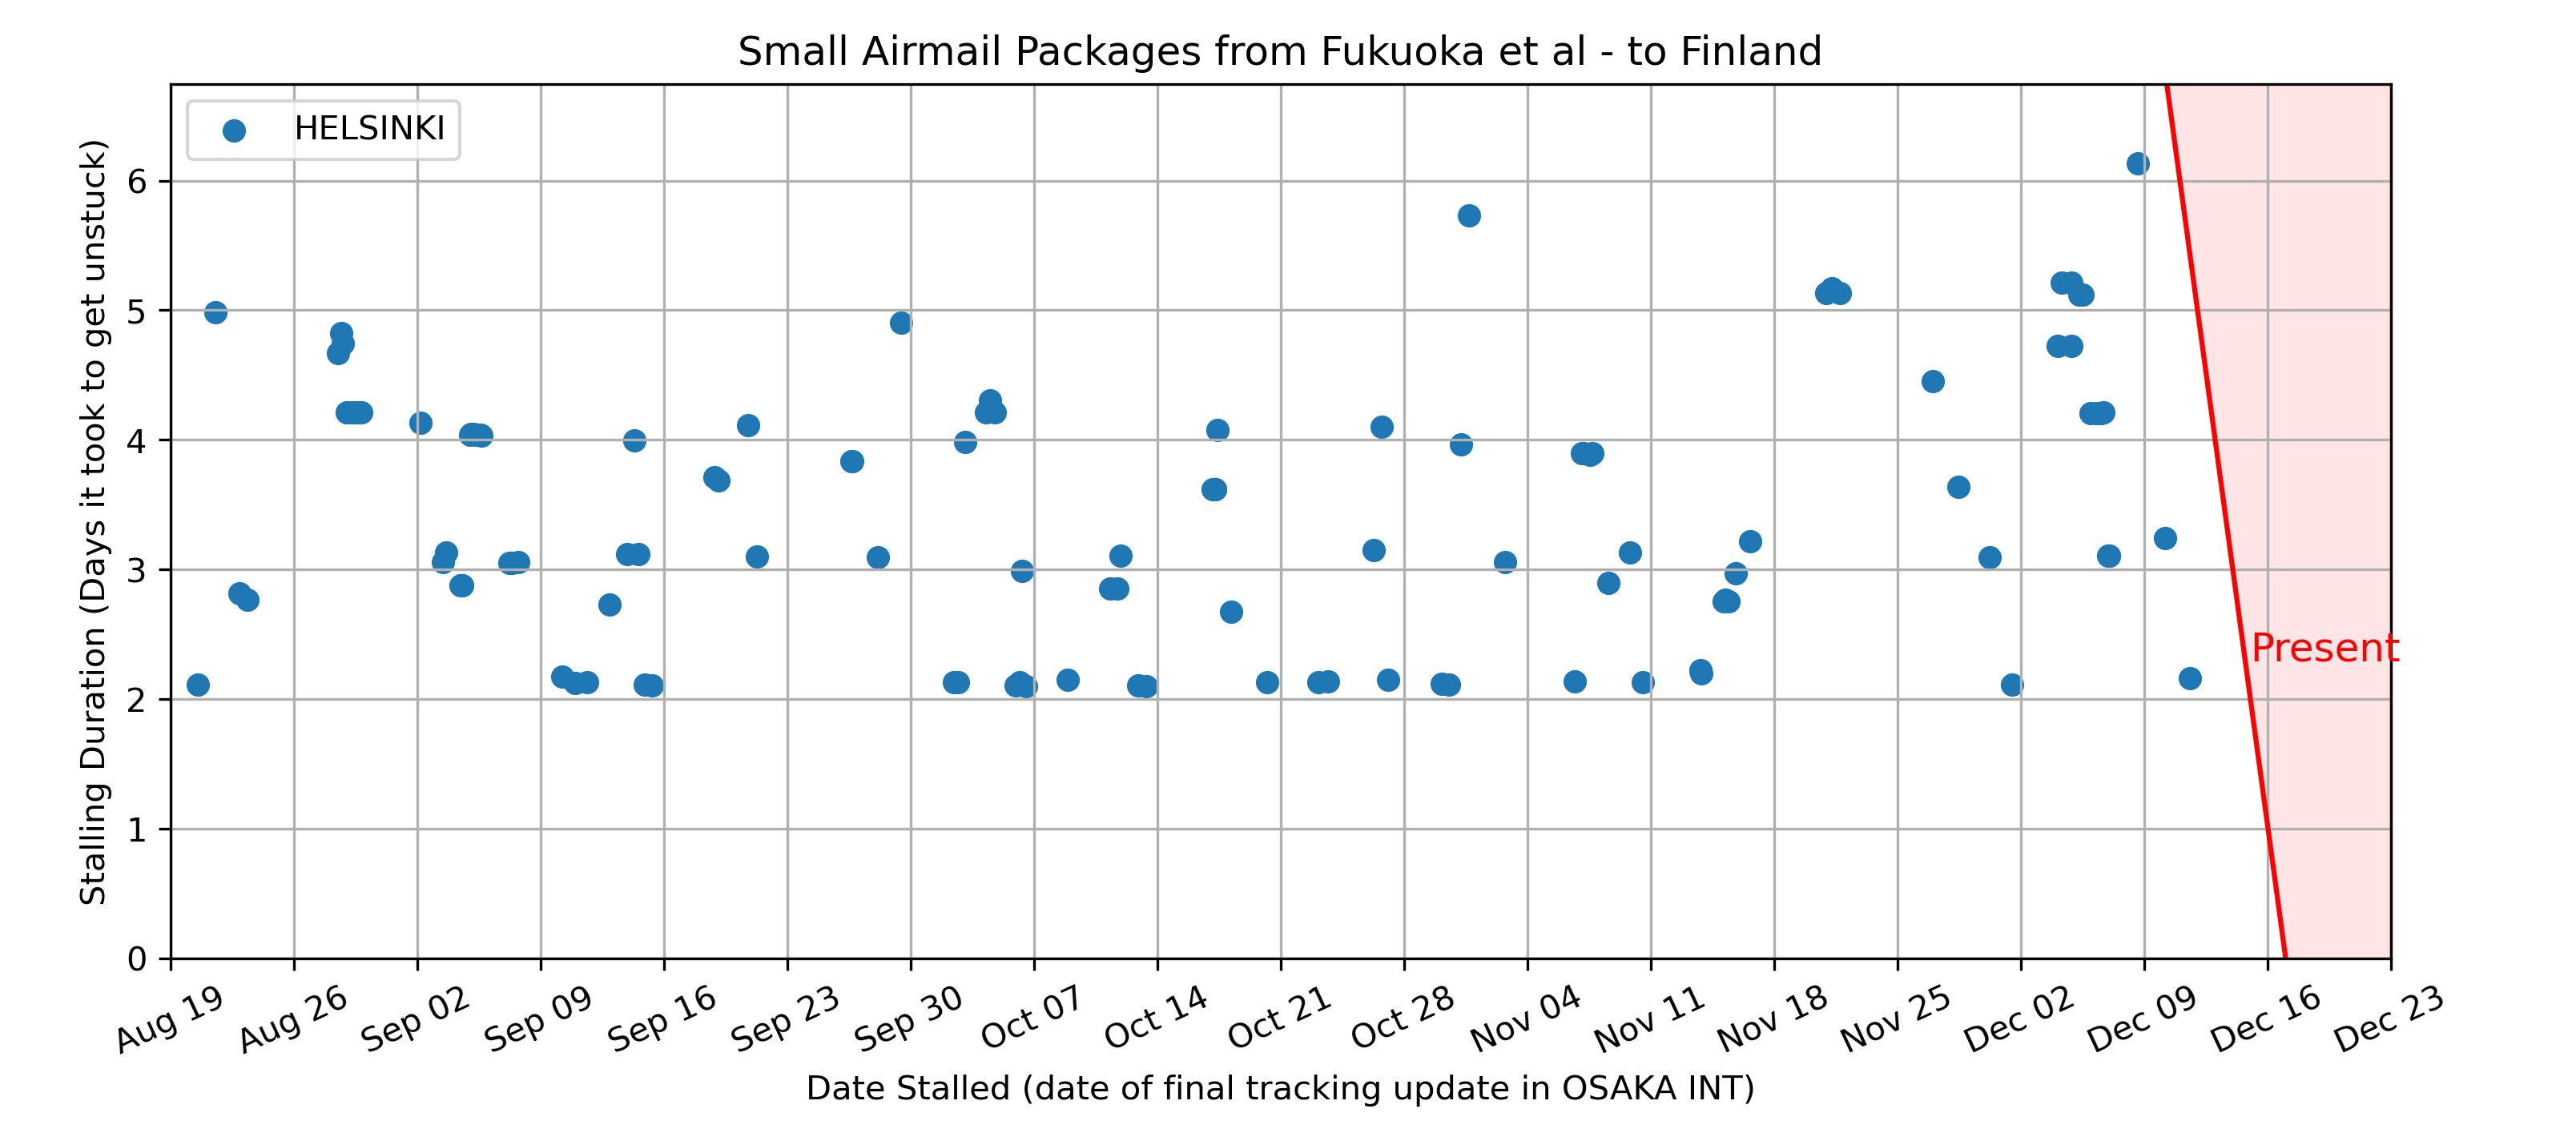 Small Airmail Packages from Fukuoka et al - to Finland
HELSINKI
Stalling Duration (Days it took to get unstuck)
6
5
4
3
2
1
0
Present
Aug 19 Aug 26 Sep 02 Sep 09 Sep 16 Sep 23 Sep 30 Oct 07 Oct 14 Oct 21 Oct 28 Nov 04 Nov 11 Nov 18 Nov 25 Dec 02 Dec 09 Dec 16 Dec 23
Date Stalled (date of final tracking update in OSAKA INT)